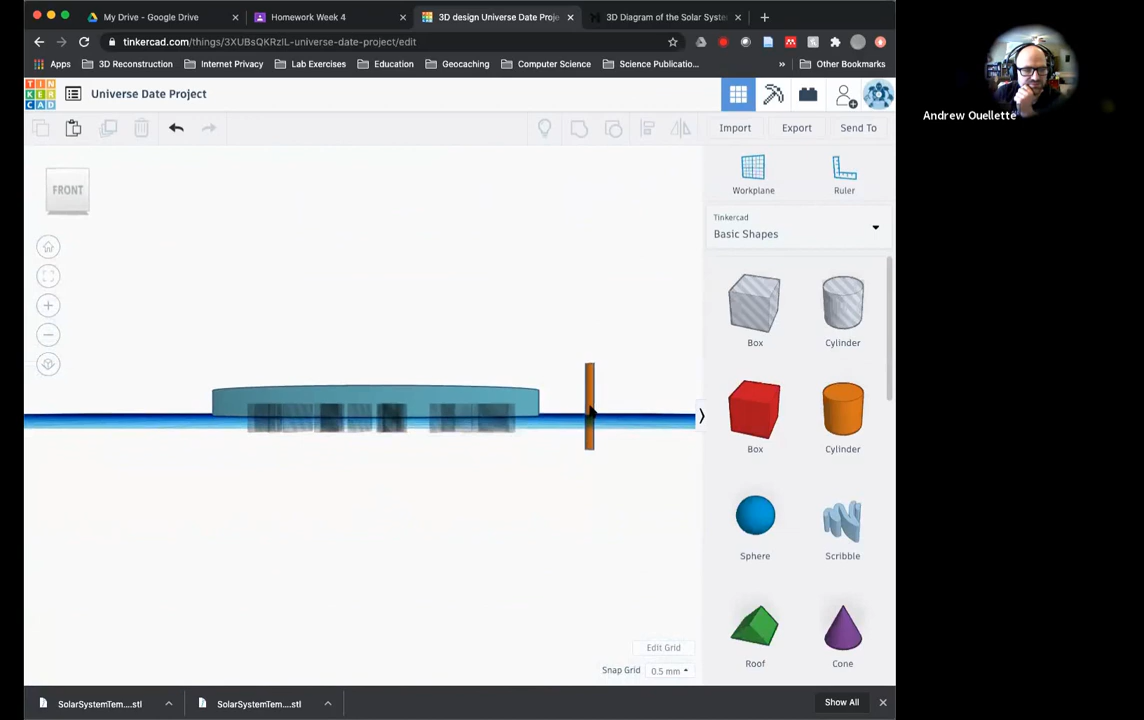 My Drive - Google Drive
Homework Week 4
3D design Universe Date Proje
3D Diagram of the Solar Syste
tinkercad.com/things/3XUBsQKRzIL-universe-date-project/edit
Apps
3D Reconstruction
Internet Privacy
Lab Exercises
Education
Geocaching
Computer Science
Science Publicatio...
»
Other Bookmarks
TIN
KER
CAD
Universe Date Project
Import
Export
Send To
FRONT
Workplane
Ruler
Tinkercad
Basic Shapes
Box
Cylinder
Box
Cylinder
Sphere
Scribble
Roof
Cone
Edit Grid
Snap Grid
0.5 mm
SolarSystemTem....stl
SolarSystemTem....stl
Show All
Andrew Ouellette